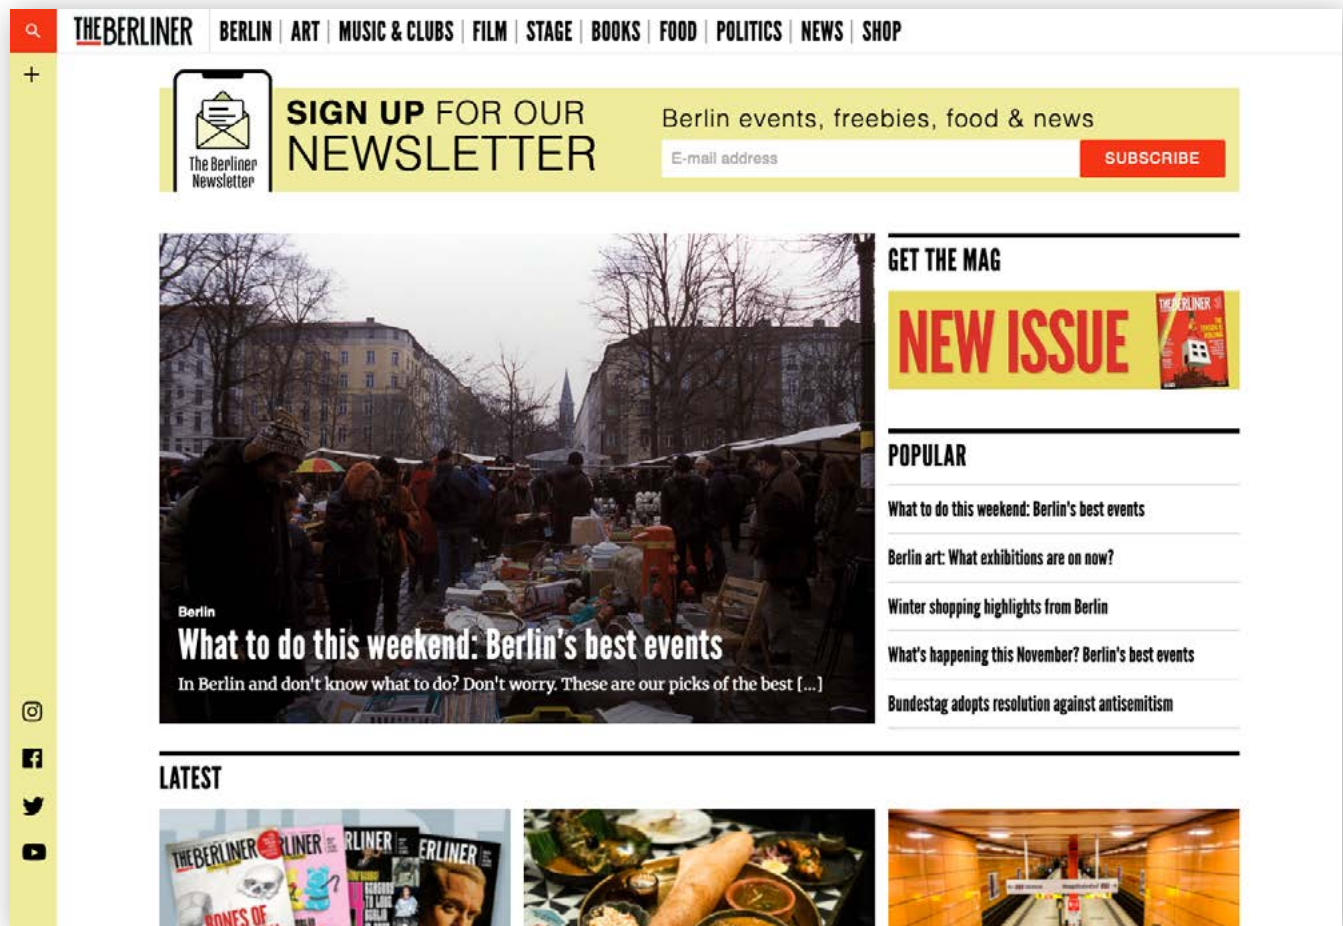 THEBERLINER BERLIN | ART | MUSIC & CLUBS | FILM | STAGE | BOOKS | FOOD | POLITICS | NEWS | SHOP
The Berliner
Newsletter
SIGN UP FOR OUR
NEWSLETTER
Berlin events, freebies, food & news
E-mail address
SUBSCRIBE
Berlin
What to do this weekend: Berlin's best events
In Berlin and don't know what to do? Don't worry. These are our picks of the best [...]
GET THE MAG
NEW ISSUE
THE BERLINER
POPULAR
What to do this weekend: Berlin's best events
Berlin art: What exhibitions are on now?
Winter shopping highlights from Berlin
What's happening this November? Berlin's best events
Bundestag adopts resolution against antisemitism
LATEST
THE BERLINER
RLINER
RLINER
ERLINER
BONES OF